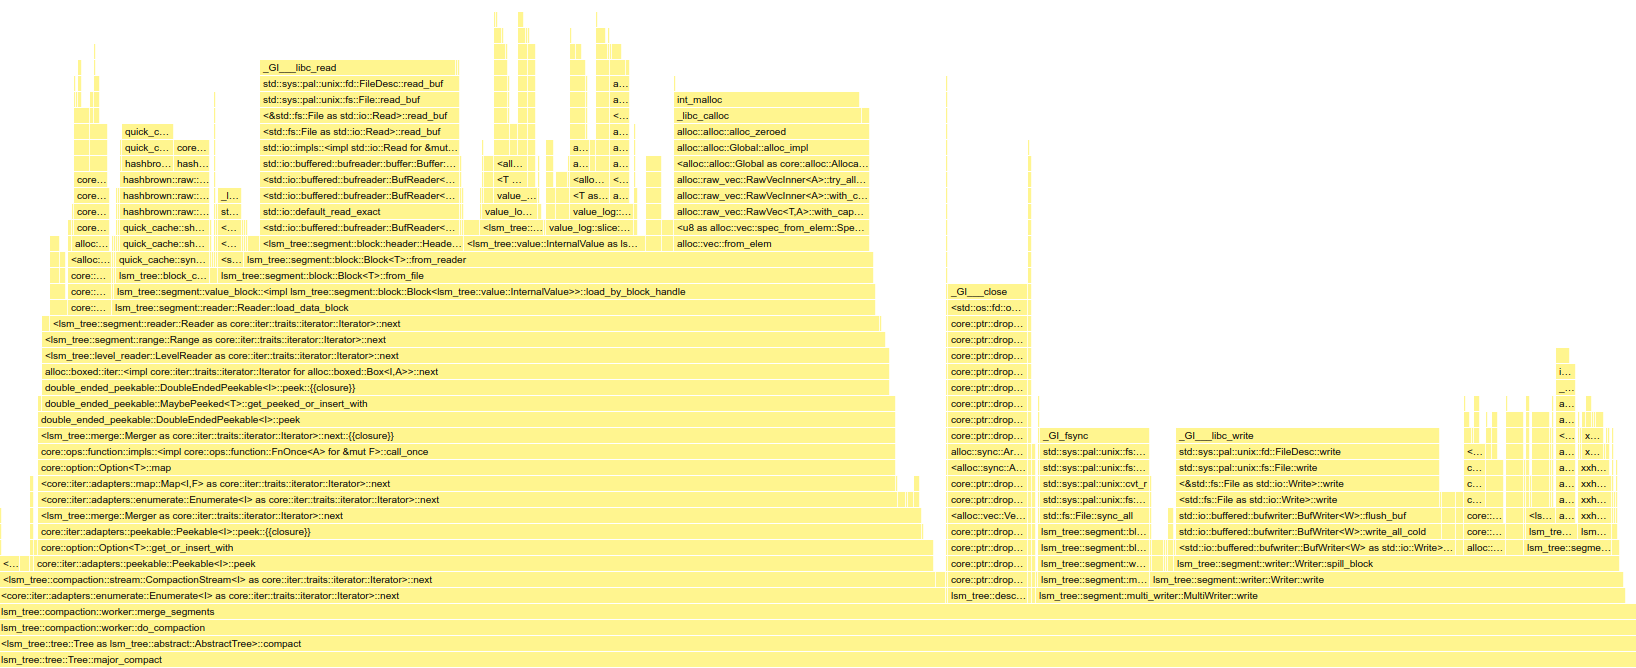 _GI___libc_read
std::sys::pal::unix::fd::FileDesc::read_buf a...
std::sys::pal::unix::fs::File::read_buf a... int_malloc
<&std::fs::File as std::io::Read>::read_buf <... _libc_calloc
quick_c... <std::fs::File as std::io::Read>::read_buf a... alloc::alloc::alloc_zeroed
quick_c... core... std::io::impls::<impl std::io::Read for &mut... a... a... alloc::alloc::Global::alloc_impl
hashbro... hash... std::io::buffered::bufreader::buffer::Buffer:... <all... a... a... <alloc::alloc::Global as core::alloc::Alloca...
core... hashbrown::raw::... <std::io::buffered::bufreader::BufReader<... <T ... <allo... <... alloc::raw_vec::RawVecInner<A>::try_all...
core... hashbrown::raw::... _l... <std::io::buffered::bufreader::BufReader<... value_... <T as... a... alloc::raw_vec::RawVecInner<A>::with_c...
core... hashbrown::raw::... st... std::io::default_read_exact value_lo... value_log::... alloc::raw_vec::RawVec<T,A>::with_cap...
core... quick_cache::sh... <... <std::io::buffered::bufreader::BufReader<... <lsm_tree::... value_log::slice:... <u8 as alloc::vec::spec_from_elem::Spe...
alloc:... quick_cache::sh... <... <lsm_tree::segment::block::header::Heade... <lsm_tree::value::InternalValue as ls... alloc::vec::from_elem
<alloc:... quick_cache::syn... <s... lsm_tree::segment::block::Block<T>::from_reader
core::... lsm_tree::block_c... lsm_tree::segment::block::Block<T>::from_file
core::... lsm_tree::segment::value_block::<impl lsm_tree::segment::block::Block<lsm_tree::value::InternalValue>>::load_by_block_handle _GI___close
core::... lsm_tree::segment::reader::Reader::load_data_block <std::os::fd::o...
<lsm_tree::segment::reader::Reader as core::iter::traits::iterator::Iterator>::next core::ptr::drop...
<lsm_tree::segment::range::Range as core::iter::traits::iterator::Iterator>::next core::ptr::drop...
<lsm_tree::level_reader::LevelReader as core::iter::traits::iterator::Iterator>::next core::ptr::drop...
alloc::boxed::iter::<impl core::iter::traits::iterator::Iterator for alloc::boxed::Box<I,A>>::next core::ptr::drop... i...
double_ended_peekable::DoubleEndedPeekable<I>::peek::{{closure}} core::ptr::drop... _...
double_ended_peekable::MaybePeeked<T>::get_peeked_or_insert_with core::ptr::drop... a...
double_ended_peekable::DoubleEndedPeekable<I>::peek core::ptr::drop... a...
<lsm_tree::merge::Merger as core::iter::traits::iterator::Iterator>::next::{{closure}} core::ptr::drop... _GI_fsync _GI___libc_write <... x...
core::ops::function::impls::<impl core::ops::function::FnOnce<A> for &mut F>::call_once alloc::sync::Ar... std::sys::pal::unix::fs:... std::sys::pal::unix::fd::FileDesc::write <... a... x...
core::option::Option<T>::map <alloc::sync::A... std::sys::pal::unix::fs:... std::sys::pal::unix::fs::File::write c... a... xxh...
<core::iter::adapters::map::Map<I,F> as core::iter::traits::iterator::Iterator>::next core::ptr::drop... std::sys::pal::unix::cvt_r <&std::fs::File as std::io::Write>::write c... a... xxh...
<core::iter::adapters::enumerate::Enumerate<I> as core::iter::traits::iterator::Iterator>::next core::ptr::drop... std::sys::pal::unix::fs:... <std::fs::File as std::io::Write>::write c... a... xxh...
<lsm_tree::merge::Merger as core::iter::traits::iterator::Iterator>::next <alloc::vec::Ve... std::fs::File::sync_all std::io::buffered::bufwriter::BufWriter<W>::flush_buf core::... <ls... a... xxh...
core::iter::adapters::peekable::Peekable<I>::peek::{{closure}} core::ptr::drop... lsm_tree::segment::bl... std::io::buffered::bufwriter::BufWriter<W>::write_all_cold core::... lsm_tre... lsm...
core::option::Option<T>::get_or_insert_with core::ptr::drop... lsm_tree::segment::bl... <std::io::buffered::bufwriter::BufWriter<W> as std::io::Write>... alloc::... lsm_tree::segme...
<... core::iter::adapters::peekable::Peekable<I>::peek core::ptr::drop... lsm_tree::segment::w... lsm_tree::segment::writer::Writer::spill_block
<lsm_tree::compaction::stream::CompactionStream<I> as core::iter::traits::iterator::Iterator>::next core::ptr::drop... lsm_tree::segment::m... lsm_tree::segment::writer::Writer::write
<core::iter::adapters::enumerate::Enumerate<I> as core::iter::traits::iterator::Iterator>::next lsm_tree::desc... lsm_tree::segment::multi_writer::MultiWriter::write
lsm_tree::compaction::worker::merge_segments
lsm_tree::compaction::worker::do_compaction
<lsm_tree::tree::Tree as lsm_tree::abstract::AbstractTree>::compact
lsm_tree::tree::Tree::major_compact